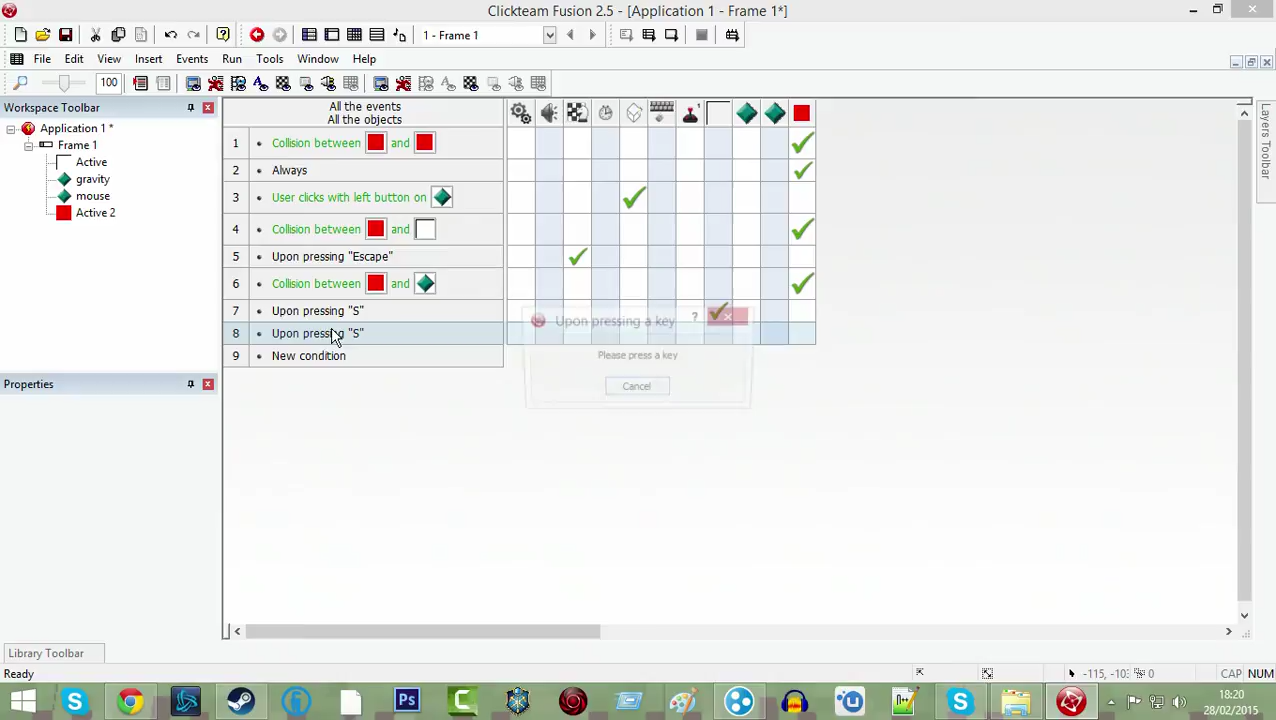 Clickteam Fusion 2.5 - [Application 1 - Frame 1*]
1 - Frame 1
File Edit View Insert Events Run Tools Window Help
100
Workspace Toolbar
Application 1 *
Frame 1
Active
gravity
mouse
Active 2
Properties
Library Toolbar
All the events
All the objects
1 Collision between and
2 Always
3 User clicks with left button on
4 Collision between and
5 Upon pressing "Escape"
6 Collision between and
7 Upon pressing "S"
8 Upon pressing "S"
9 New condition
Upon pressing a key ?
Please press a key
Cancel
Layers Toolbar
Ready
0
CAP NUM
Ps
18:20
28/02/2015